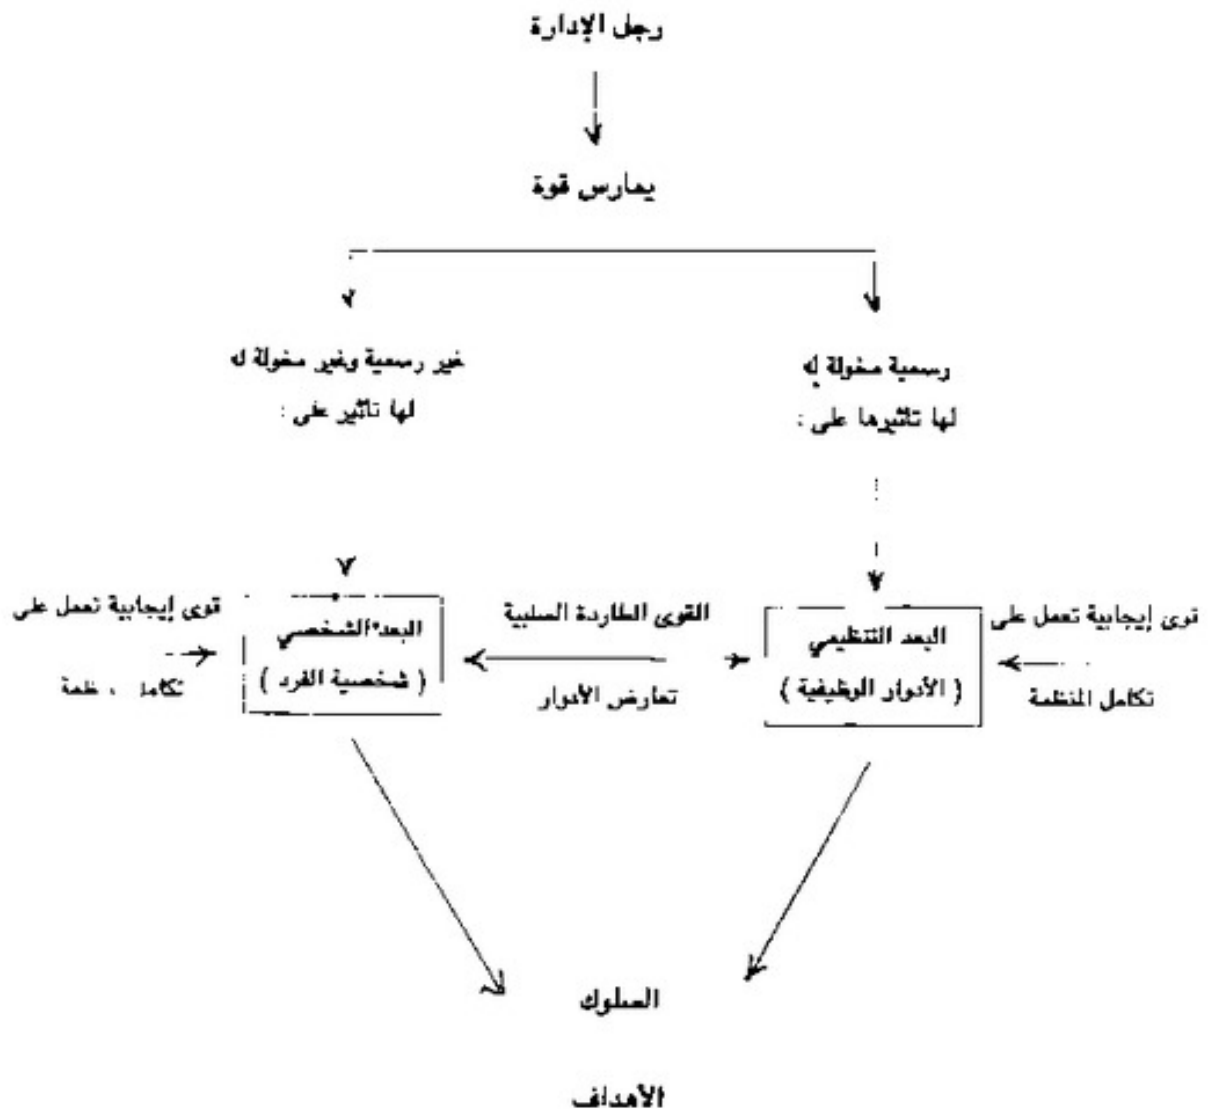 رجل الإدارة
يمارس قوة
رسمية مخولة له
لها تأثيرها على :
غير رسمية وغير مخولة له
لها تأثير على :
قوى إيجابية تعمل على
تكامل المنظمة
البعد التنظيمي
( الأدوار الوظيفية )
القوى الطاردة السلبية
تعارض الأدوار
البعد الشخصي
( شخصية الفرد )
قوى إيجابية تعمل على
تكامل
السلوك
الأهداف